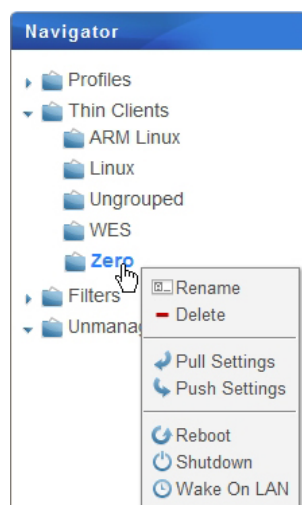 Navigator
Profiles
Thin Clients
ARM Linux
Linux
Ungrouped
WES
Zero
Filters
Rename
Delete
Pull Settings
Push Settings
Reboot
Shutdown
Wake On LAN